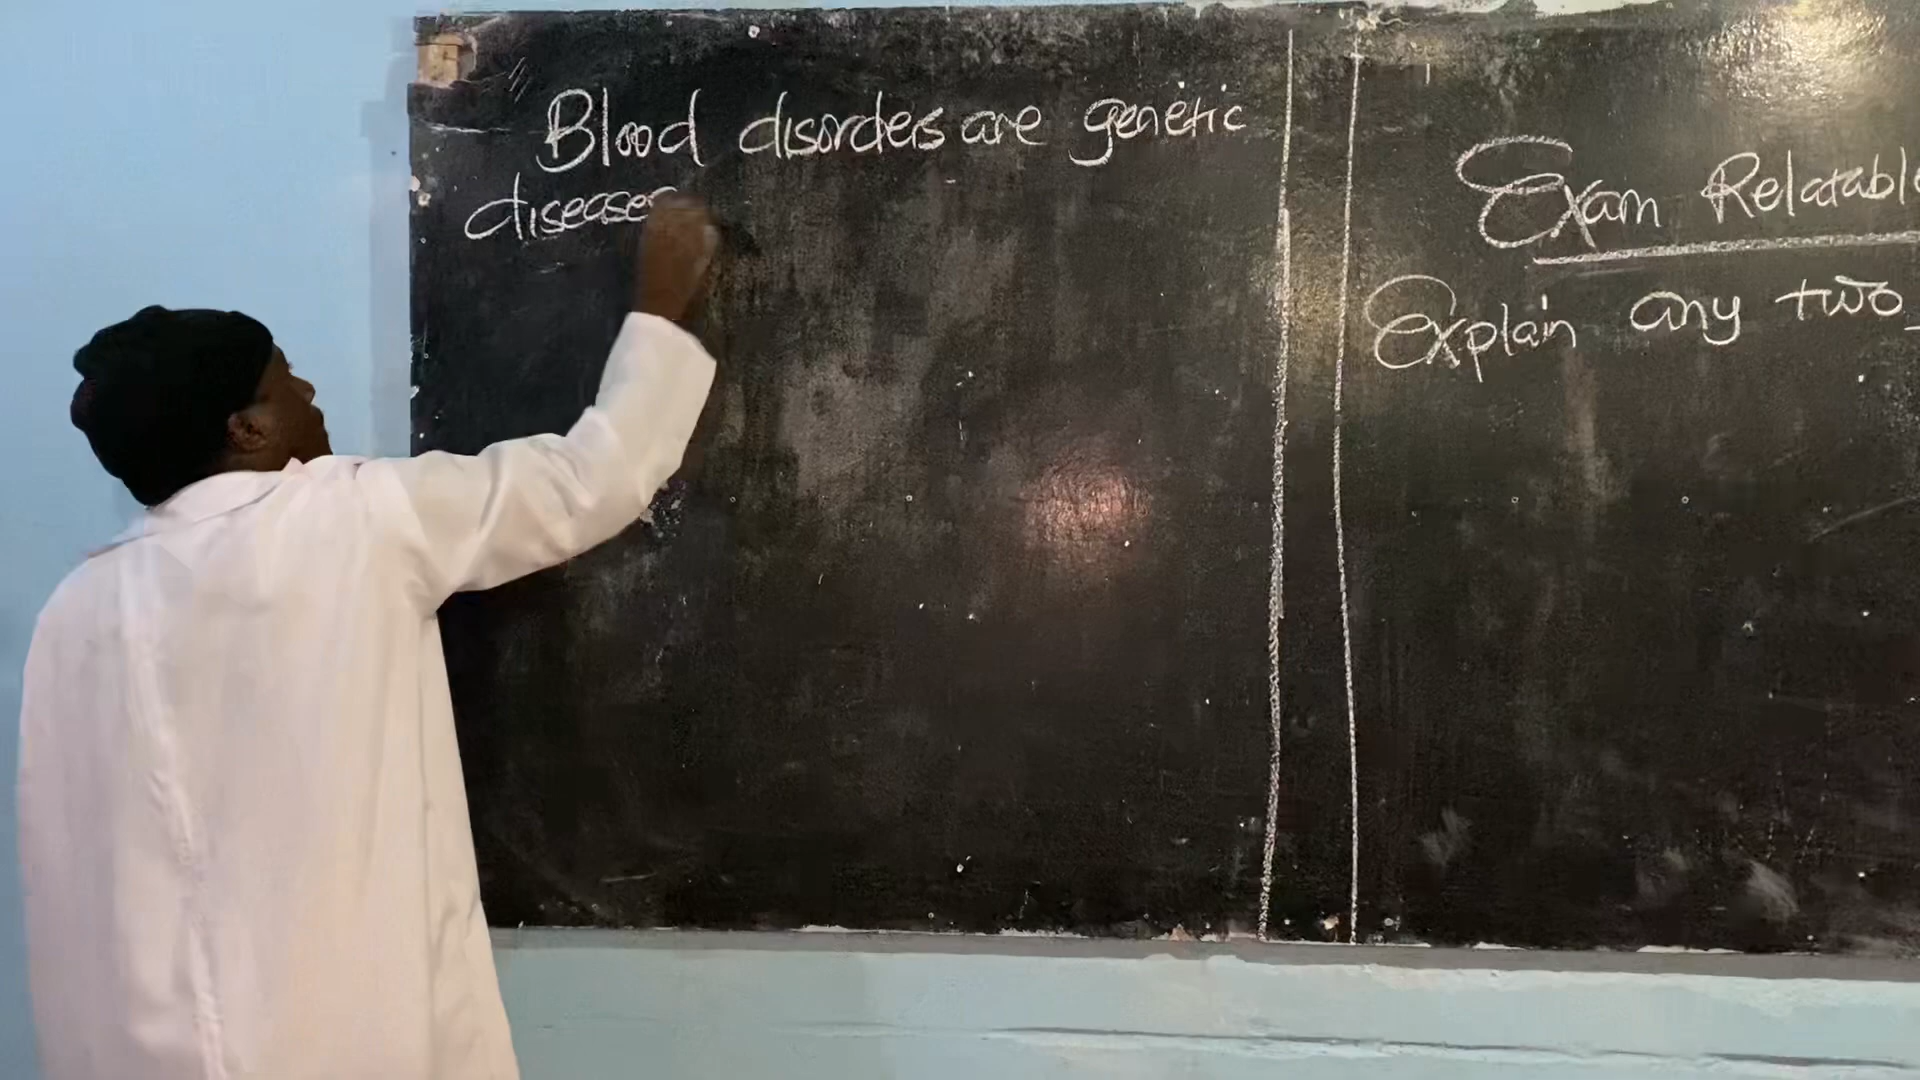 Blood disorders are genetic
diseases
Exam Relatable
Explain any two